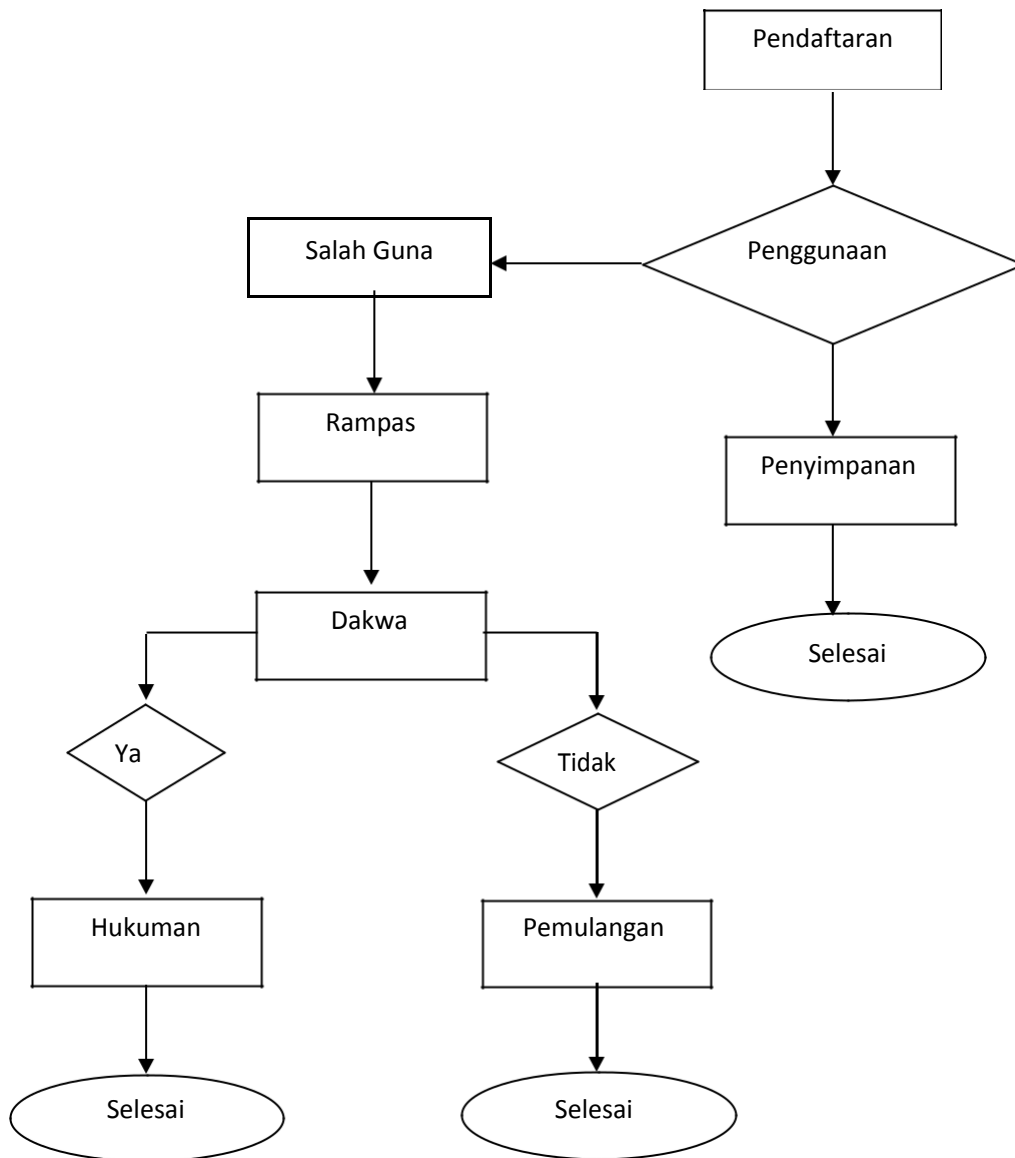 Pendaftaran
Penggunaan
Salah Guna
Rampas
Penyimpanan
Dakwa
Selesai
Ya
Tidak
Hukuman
Pemulangan
Selesai
Selesai